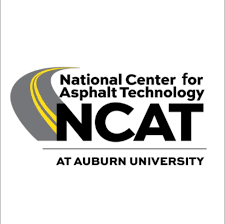 National Center for
Asphalt Technology
NCAT
AT AUBURN UNIVERSITY